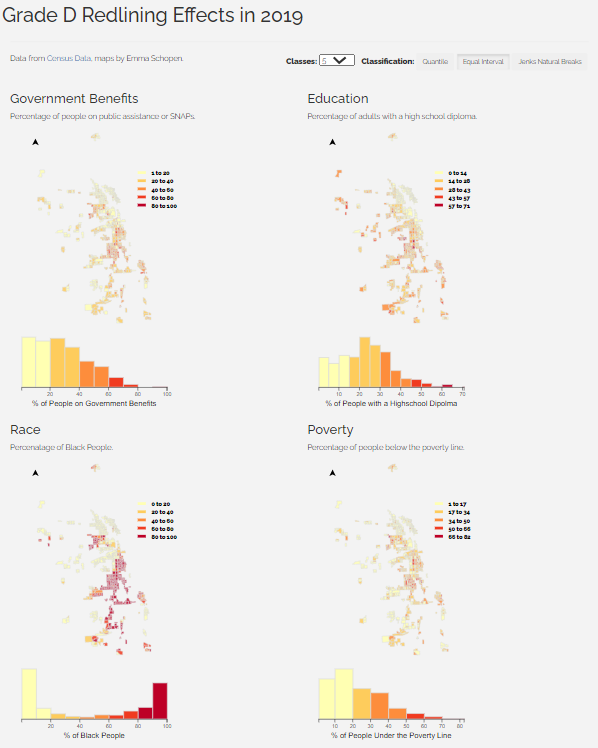 Grade D Redlining Effects in 2019
Data from Census Data, maps by Emma Schopen.
Classes: 5 Classification: Quantile Equal Interval Jenks Natural Breaks
Government Benefits
Percentage of people on public assistance or SNAPs.
1 to 20
20 to 40
40 to 60
60 to 80
80 to 100
20 40 60 80 100
% of People on Government Benefits
Education
Percentage of adults with a high school diploma.
0 to 14
14 to 28
28 to 43
43 to 57
57 to 71
10 20 30 40 50 60 70
% of People with a Highschool Dipolma
Race
Percenatage of Black People.
0 to 20
20 to 40
40 to 60
60 to 80
80 to 100
20 40 60 80 100
% of Black People
Poverty
Percentage of people below the poverty line.
1 to 17
17 to 34
34 to 50
50 to 66
66 to 82
10 20 30 40 50 60 70 80
% of People Under the Poverty Line